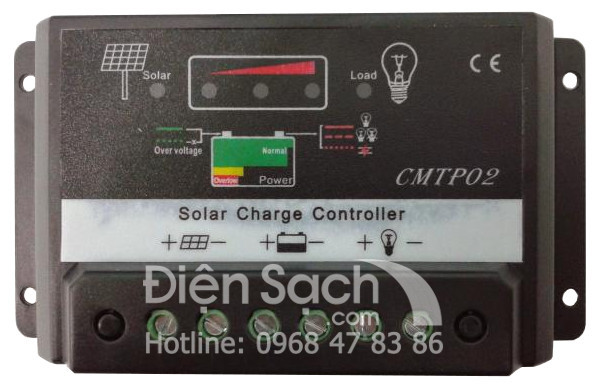 Solar
Load
CE
Over voltage
Normal
Overlow
Power
CMTP02
Solar Charge Controller
+ − + − + −
Điện Sạch
.com
Hotline: 0968 47 83 86